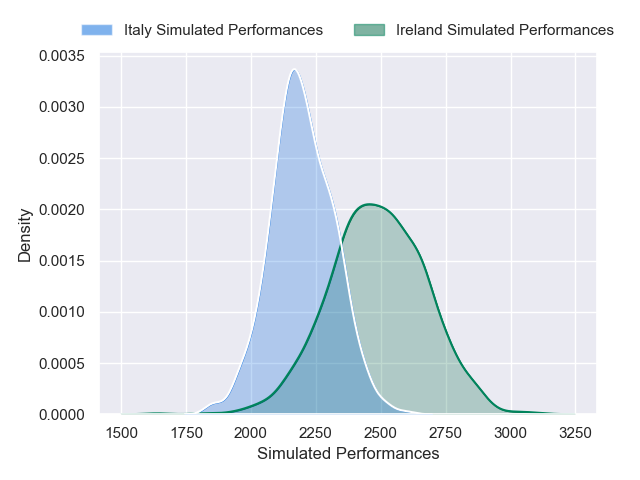 Italy Simulated Performances
Ireland Simulated Performances
0.0035
0.0030
0.0025
0.0020
0.0015
0.0010
0.0005
0.0000
Density
1500 1750 2000 2250 2500 2750 3000 3250
Simulated Performances